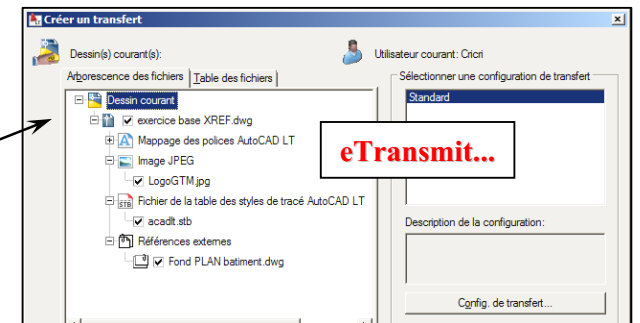 Créer un transfert
Dessin(s) courant(s):
Utilisateur courant: Cricri
Arborescence des fichiers
Table des fichiers
Sélectionner une configuration de transfert
Dessin courant
exercice base XREF.dwg
Mappage des polices AutoCAD LT
Image JPEG
LogoGTM.jpg
STB Fichier de la table des styles de tracé AutoCAD LT
acadlt.stb
Références externes
Fond PLAN batiment.dwg
Standard
eTransmit...
Description de la configuration:
Config. de transfert...